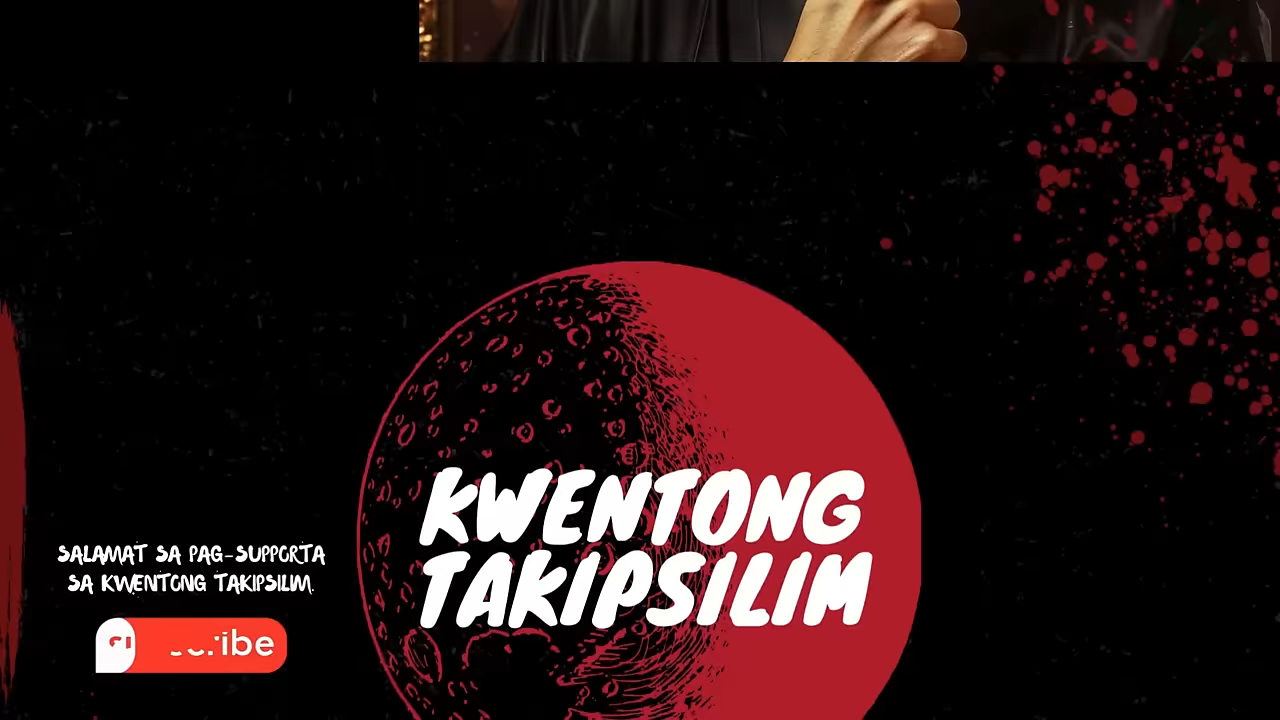 KWENTONG
TAKIPSILIM
SALAMAT SA PAG-SUPPORTA
SA KWENTONG TAKIPSILIM.